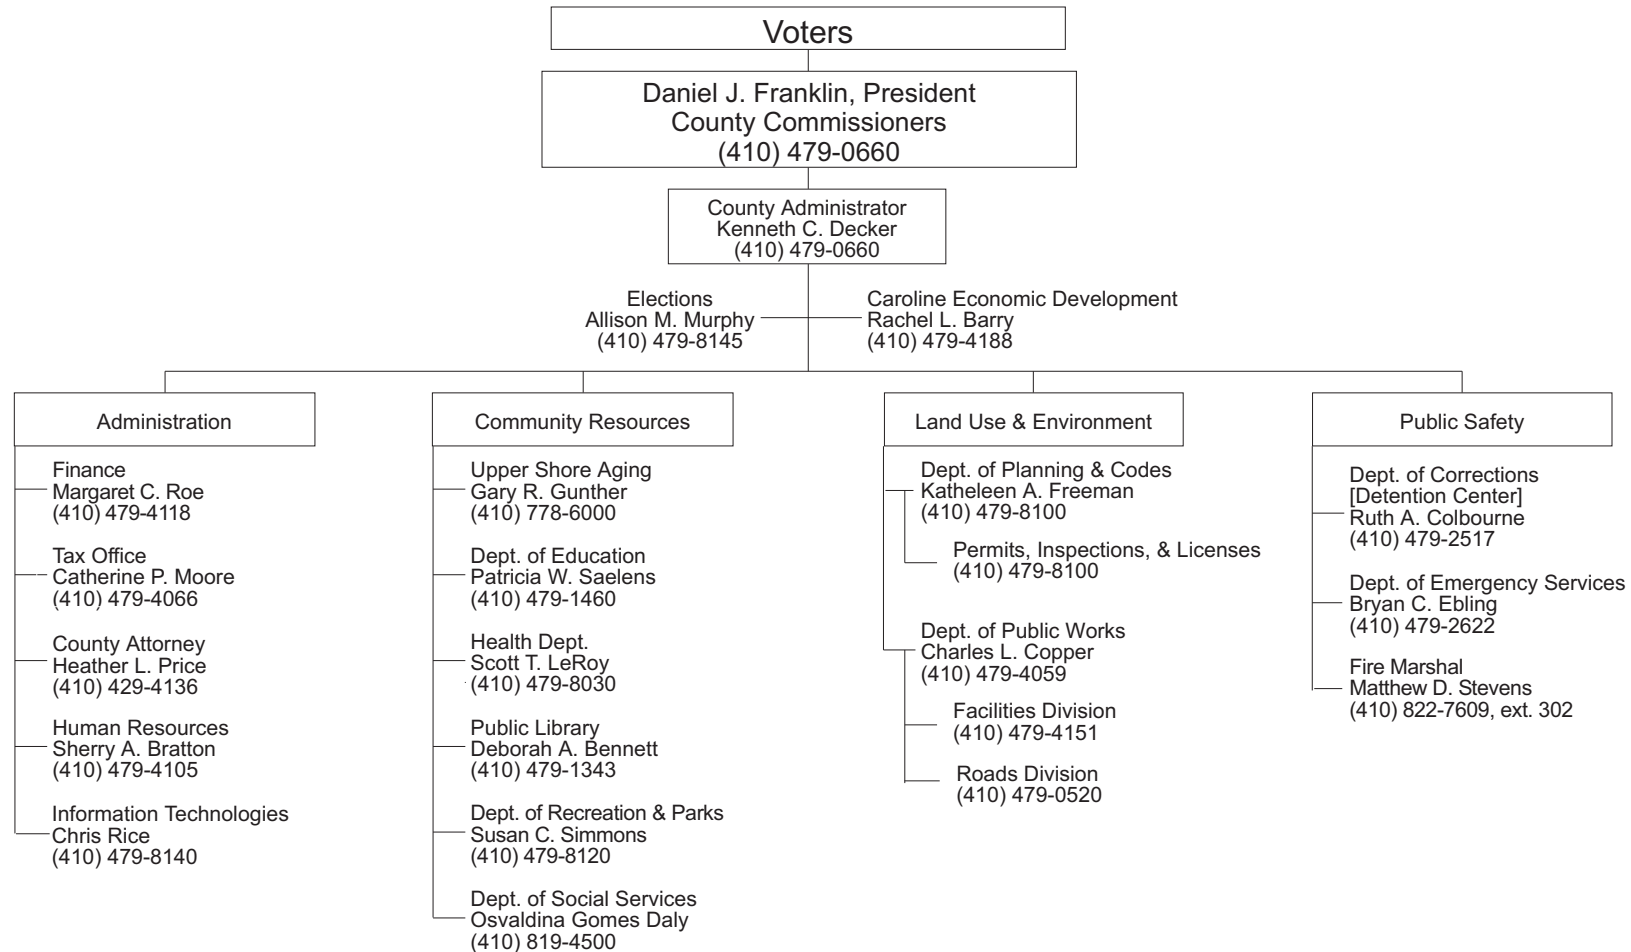 Voters
Daniel J. Franklin, President
County Commissioners
(410) 479-0660
County Administrator
Kenneth C. Decker
(410) 479-0660
Elections
Allison M. Murphy
(410) 479-8145
Caroline Economic Development
Rachel L. Barry
(410) 479-4188
Administration
Finance
Margaret C. Roe
(410) 479-4118
Tax Office
Catherine P. Moore
(410) 479-4066
County Attorney
Heather L. Price
(410) 429-4136
Human Resources
Sherry A. Bratton
(410) 479-4105
Information Technologies
Chris Rice
(410) 479-8140
Community Resources
Upper Shore Aging
Gary R. Gunther
(410) 778-6000
Dept. of Education
Patricia W. Saelens
(410) 479-1460
Health Dept.
Scott T. LeRoy
(410) 479-8030
Public Library
Deborah A. Bennett
(410) 479-1343
Dept. of Recreation & Parks
Susan C. Simmons
(410) 479-8120
Dept. of Social Services
Osvaldina Gomes Daly
(410) 819-4500
Land Use & Environment
Dept. of Planning & Codes
Katheleen A. Freeman
(410) 479-8100
Permits, Inspections, & Licenses
(410) 479-8100
Dept. of Public Works
Charles L. Copper
(410) 479-4059
Facilities Division
(410) 479-4151
Roads Division
(410) 479-0520
Public Safety
Dept. of Corrections
[Detention Center]
Ruth A. Colbourne
(410) 479-2517
Dept. of Emergency Services
Bryan C. Ebling
(410) 479-2622
Fire Marshal
Matthew D. Stevens
(410) 822-7609, ext. 302